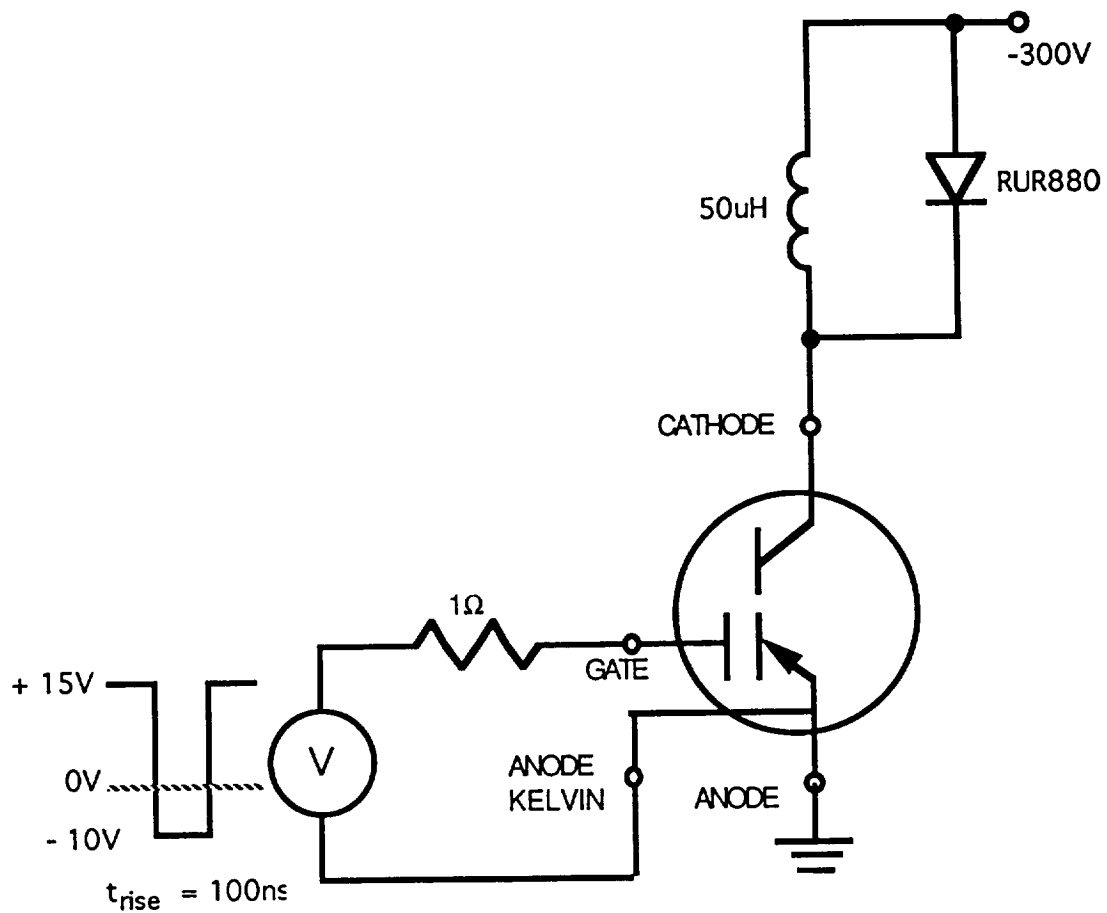 -300V
RUR880
50uH
CATHODE
1Ω
GATE
+ 15V
V
0V
ANODE
KELVIN
ANODE
- 10V
t_rise = 100ns